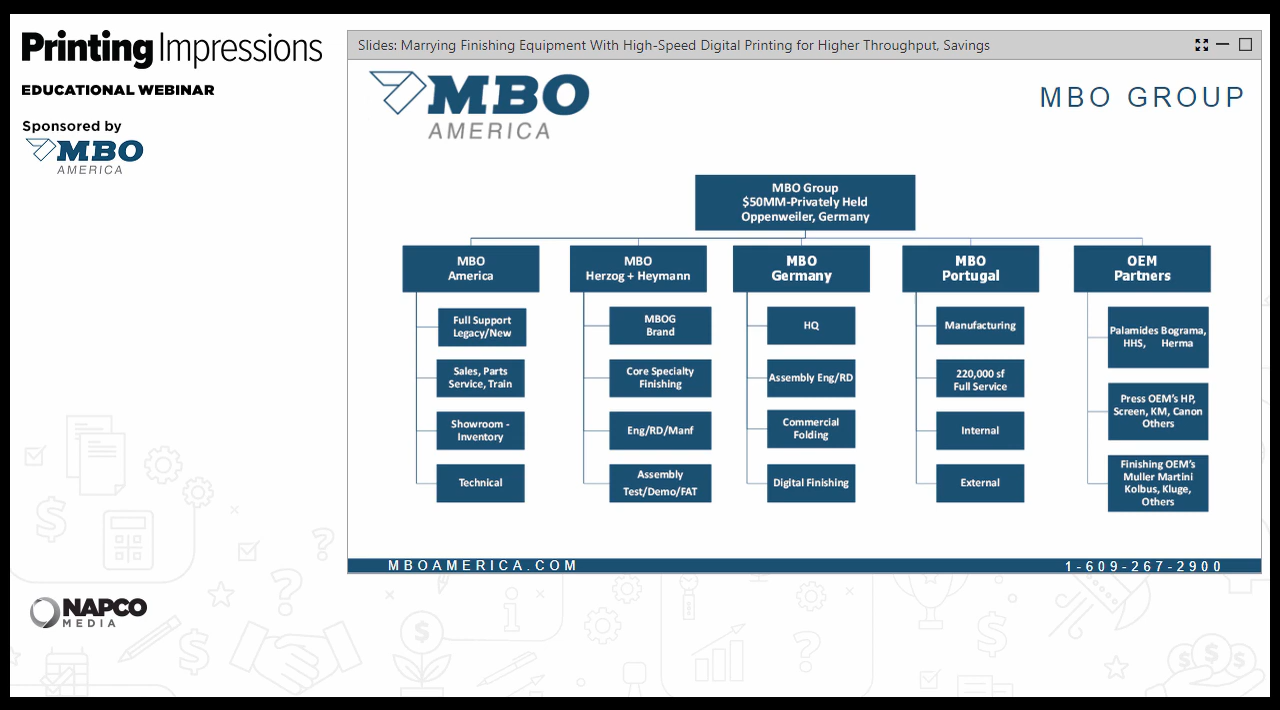 Printing Impressions
EDUCATIONAL WEBINAR
Sponsored by
MBO
AMERICA
Slides: Marrying Finishing Equipment With High-Speed Digital Printing for Higher Throughput, Savings
MBO
AMERICA
MBO GROUP
MBO Group
$50MM-Privately Held
Oppenweiler, Germany
MBO
America
Full Support
Legacy/New
Sales, Parts
Service, Train
Showroom -
Inventory
Technical
MBO
Herzog + Heymann
MBOG
Brand
Core Specialty
Finishing
Eng/RD/Manf
Assembly
Test/Demo/FAT
MBO
Germany
HQ
Assembly Eng/RD
Commercial
Folding
Digital Finishing
MBO
Portugal
Manufacturing
220,000 sf
Full Service
Internal
External
OEM
Partners
Palamides Bograma,
HHS, Herma
Press OEM's HP,
Screen, KM, Canon
Others
Finishing OEM's
Muller Martini
Kolbus, Kluge,
Others
MBOAMERICA.COM
1-609-267-2900
NAPCO
MEDIA